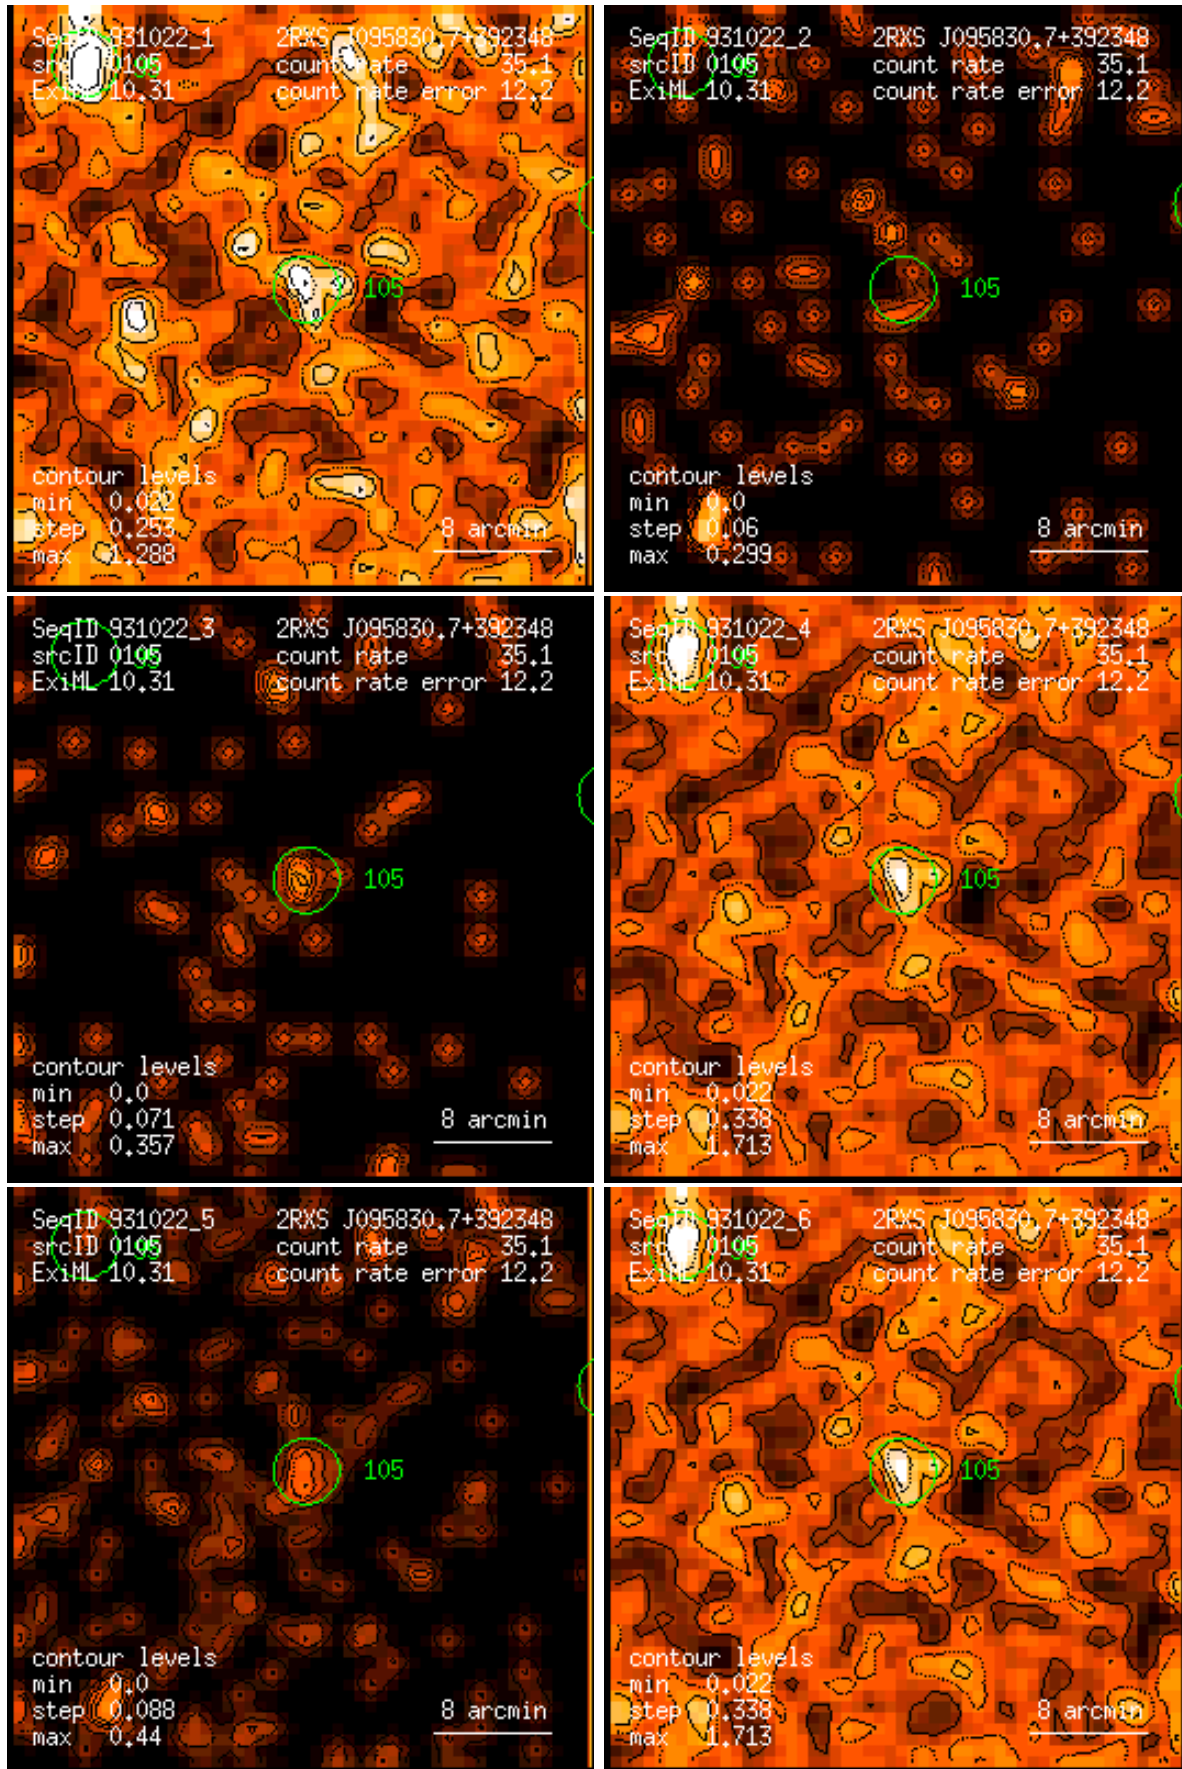 SeqID 931022_1 2RXS J095830.7+392348
srcID 0105 count rate 35.1
ExiML 10.31 count rate error 12.2
105
contour levels
min 0.022
step 0.253
max 1.288
8 arcmin
SeqID 931022_2 2RXS J095830.7+392348
srcID 0105 count rate 35.1
ExiML 10.31 count rate error 12.2
105
contour levels
min 0.0
step 0.06
max 0.299
8 arcmin
SeqID 931022_3 2RXS J095830.7+392348
srcID 0105 count rate 35.1
ExiML 10.31 count rate error 12.2
105
contour levels
min 0.0
step 0.071
max 0.357
8 arcmin
SeqID 931022_4 2RXS J095830.7+392348
srcID 0105 count rate 35.1
ExiML 10.31 count rate error 12.2
105
contour levels
min 0.022
step 0.338
max 1.713
8 arcmin
SeqID 931022_5 2RXS J095830.7+392348
srcID 0105 count rate 35.1
ExiML 10.31 count rate error 12.2
105
contour levels
min 0.0
step 0.088
max 0.44
8 arcmin
SeqID 931022_6 2RXS J095830.7+392348
srcID 0105 count rate 35.1
ExiML 10.31 count rate error 12.2
105
contour levels
min 0.022
step 0.338
max 1.713
8 arcmin